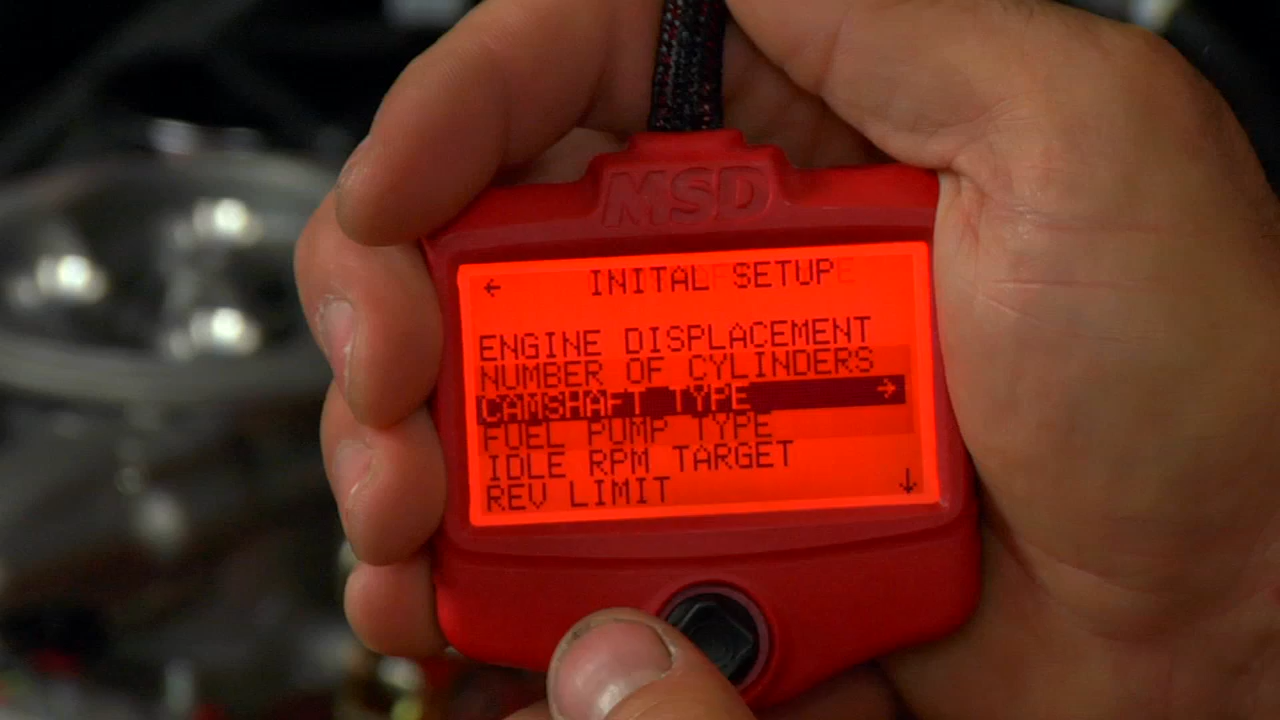 MSD
← INITAL SETUP
ENGINE DISPLACEMENT
NUMBER OF CYLINDERS
CAMSHAFT TYPE →
FUEL PUMP TYPE
IDLE RPM TARGET
REV LIMIT ↓